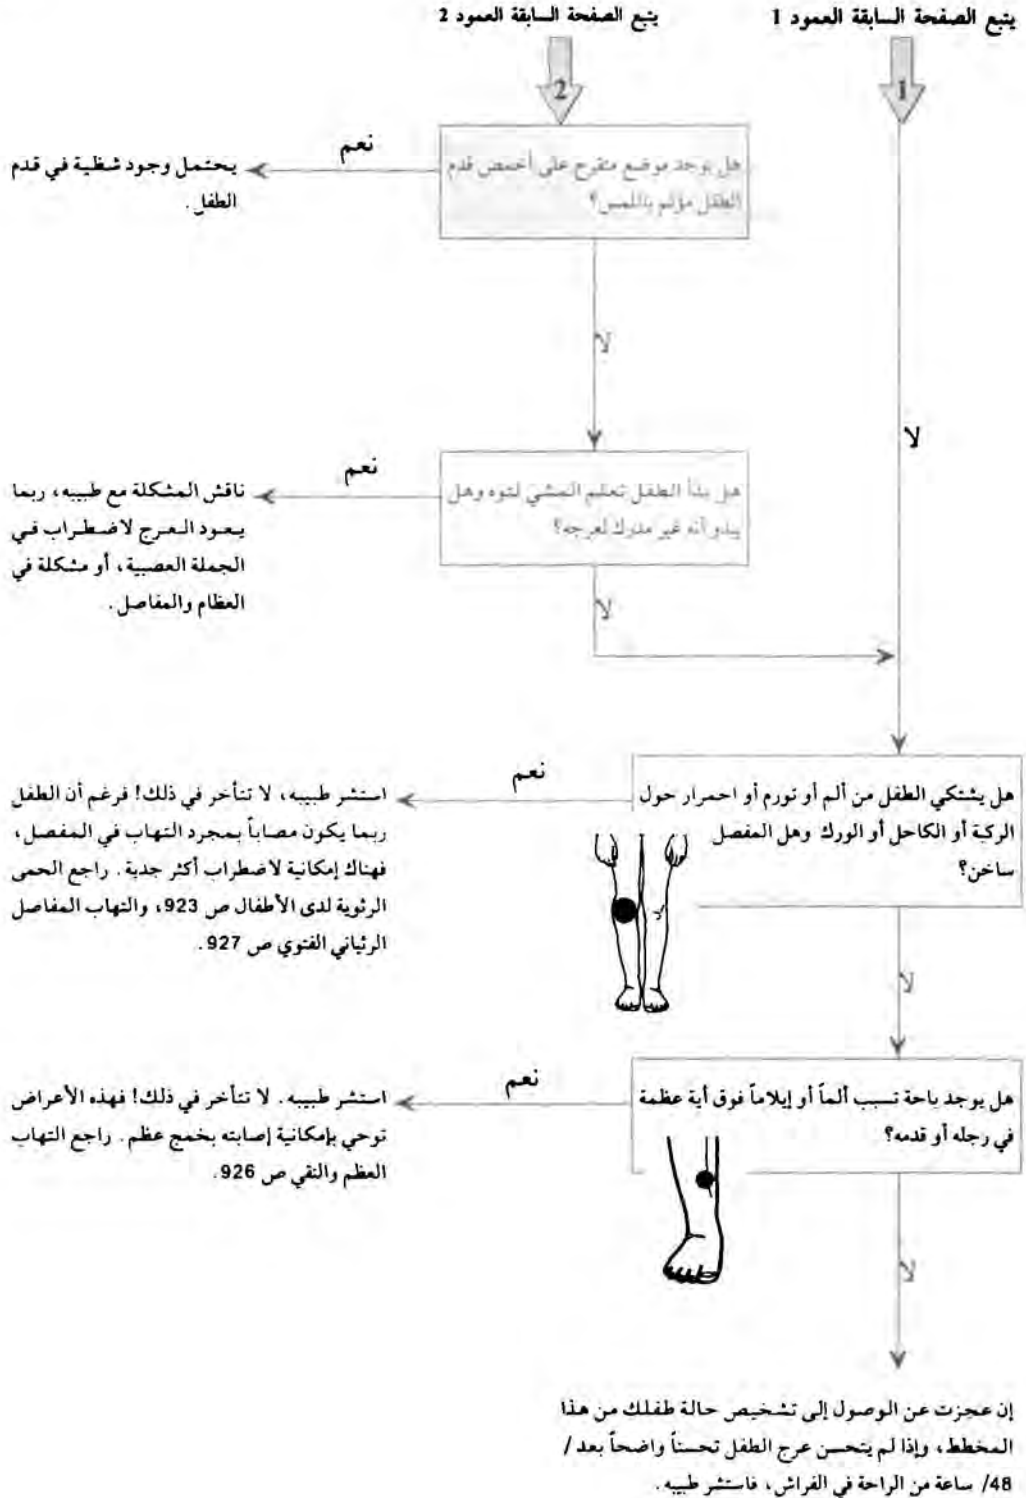 يتبع الصفحة السابقة العمود 1
يتبع الصفحة السابقة العمود 2
1
2
هل يوجد موضع متقرح على أخمص قدم
الطفل مؤلم باللمس؟
نعم
يحتمل وجود شظية في قدم
الطفل.
لا
لا
هل بدأ الطفل تعليم المشي لتوه وهل
يبدو أنه غير مدرك لعرجه؟
نعم
ناقش المشكلة مع طبيبه، ربما
يعود العرج لاضطراب في
الجملة العصبية، أو مشكلة في
العظام والمفاصل.
لا
هل يشتكي الطفل من ألم أو تورم أو احمرار حول
الركبة أو الكاحل أو الورك وهل المفصل
ساخن؟
نعم
استشر طبيبه، لا تتأخر في ذلك! فرغم أن الطفل
ربما يكون مصاباً بمجرد التهاب في المفصل،
فهناك إمكانية لاضطراب أكثر جدية. راجع الحمى
الرثوية لدى الأطفال ص 923، والتهاب المفاصل
الرثياني الفتوي ص 927.
لا
هل يوجد باحة تسبب ألماً أو إيلاماً فوق أية عظمة
في رجله أو قدمه؟
نعم
استشر طبيبه. لا تتأخر في ذلك! فهذه الأعراض
توحي بإمكانية إصابته بخمج عظم. راجع التهاب
العظم والنقي ص 926.
لا
إن عجزت عن الوصول إلى تشخيص حالة طفلك من هذا
المخطط، وإذا لم يتحسن عرج الطفل تحسناً واضحاً بعد /
48/ ساعة من الراحة في الفراش، فاستشر طبيبه.